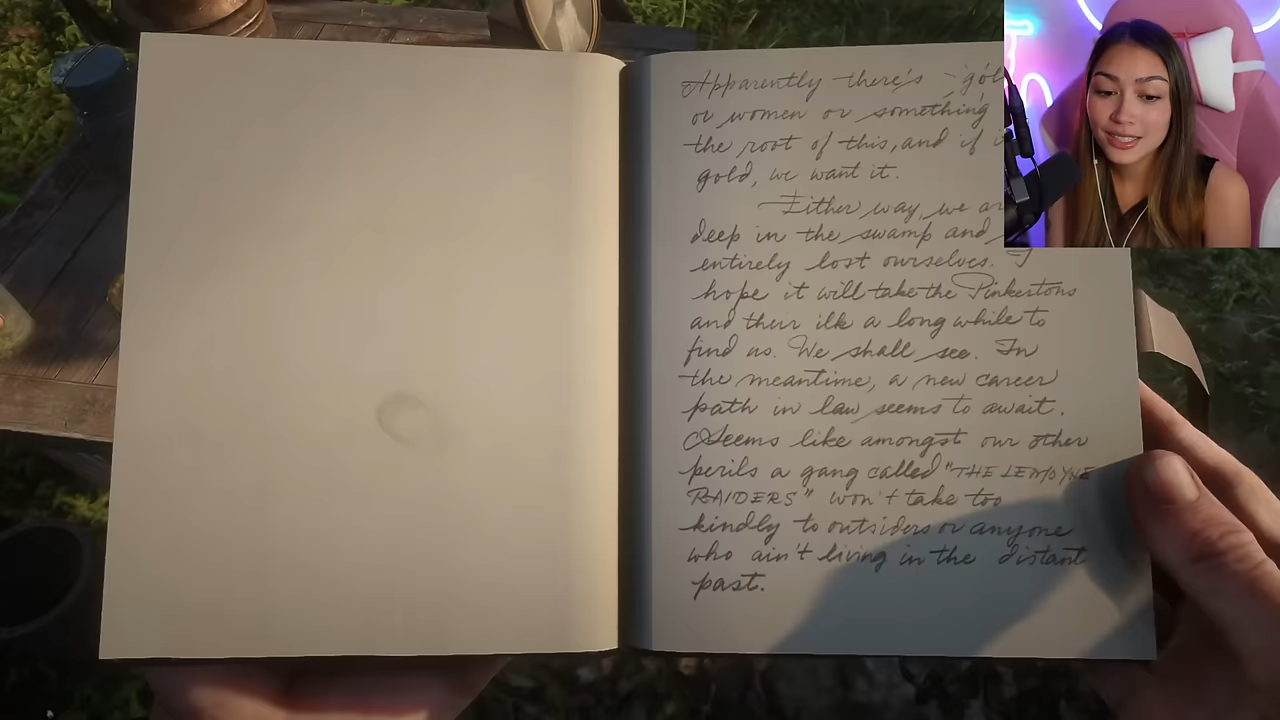 Apparently there's gol
or women or something
the root of this, and if i
gold, we want it.
Either way, we ar
deep in the swamp and
entirely lost ourselves. I
hope it will take the Pinkertons
and their ilk a long while to
find us. We shall see. In
the meantime, a new career
path in law seems to await.
Seems like amongst our other
perils a gang called "THE LEMOYNE
RAIDERS" won't take too
kindly to outsiders or anyone
who ain't living in the distant
past.